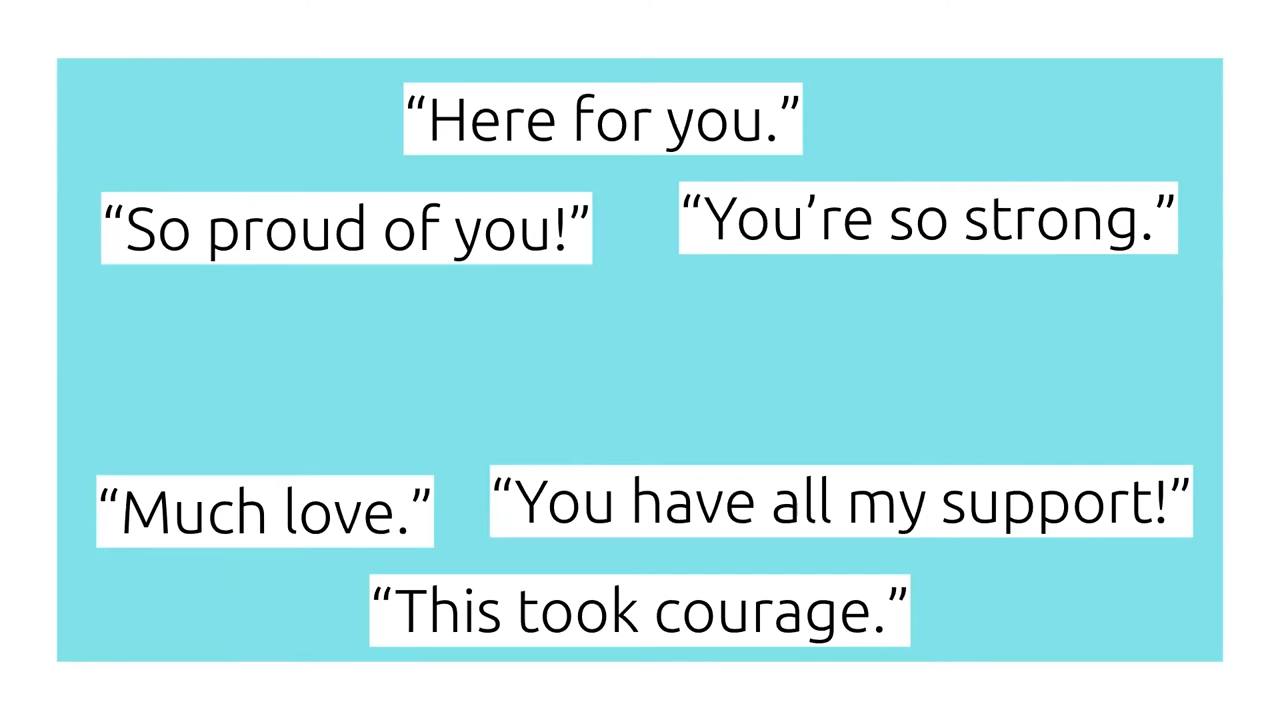 “Here for you.”
“So proud of you!”
“You’re so strong.”
“Much love.”
“You have all my support!”
“This took courage.”